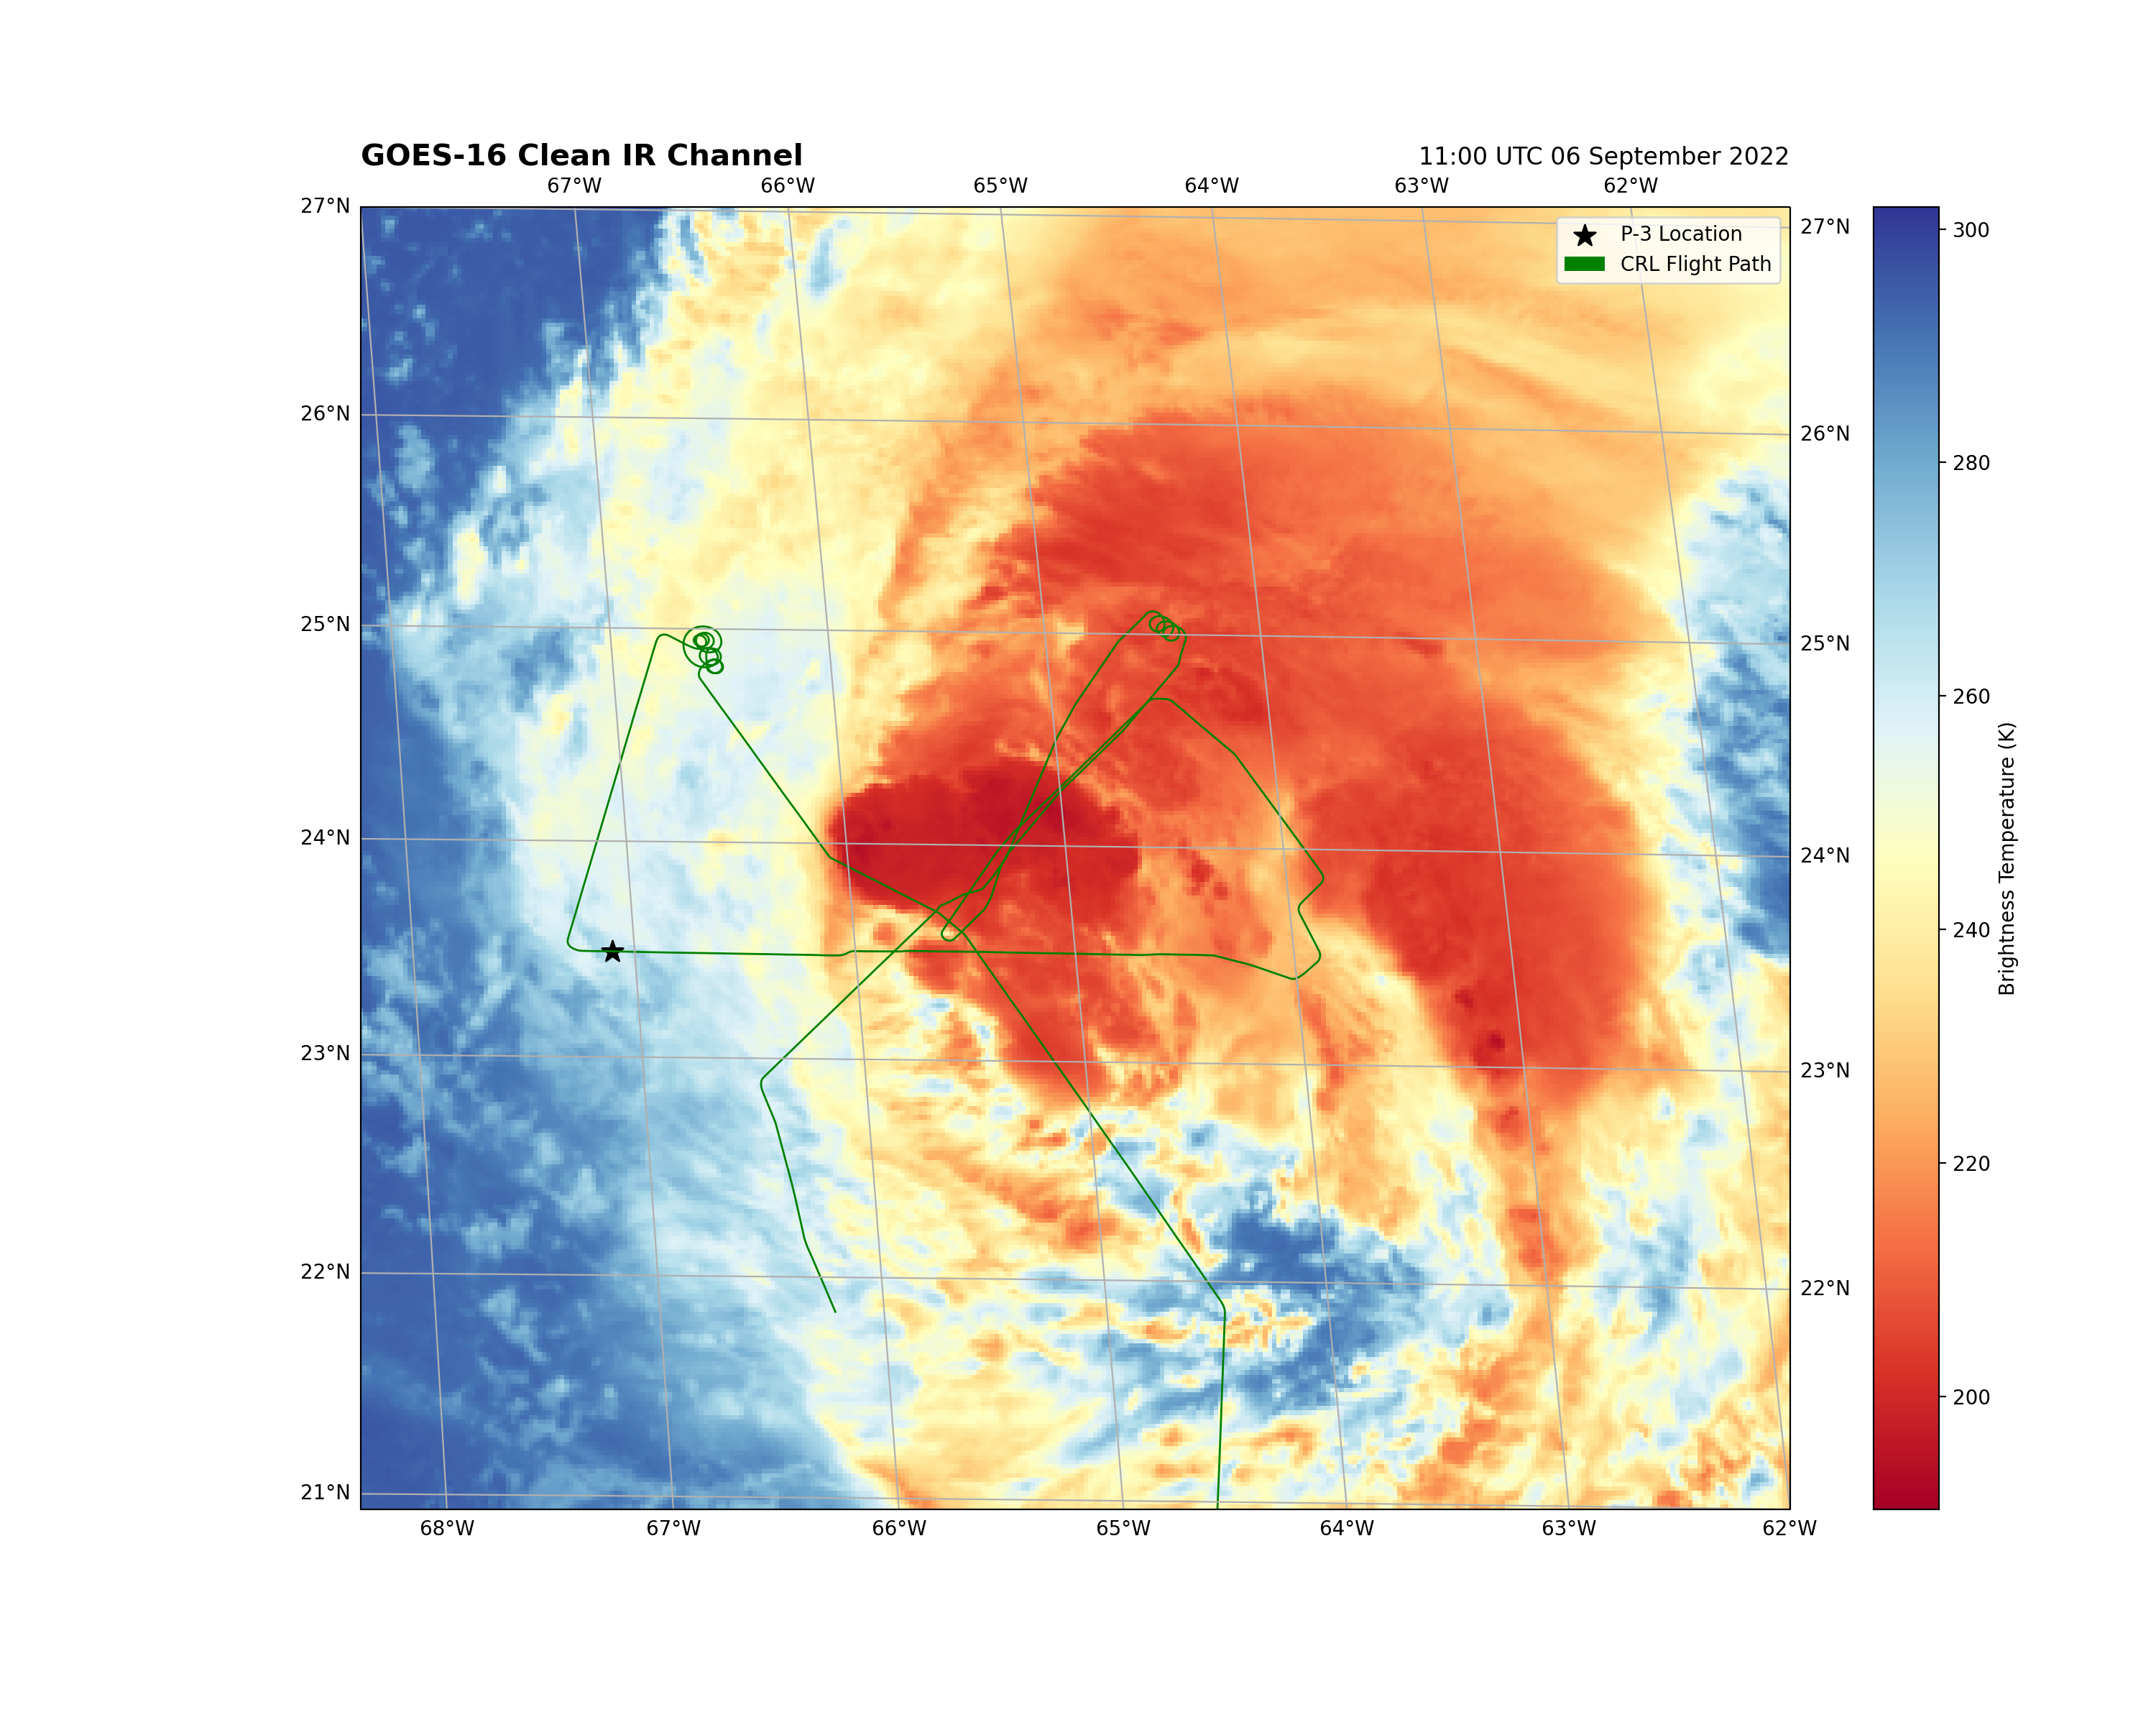 GOES-16 Clean IR Channel
11:00 UTC 06 September 2022
67°W 66°W 65°W 64°W 63°W 62°W
P-3 Location
CRL Flight Path
27°N
26°N
25°N
24°N
23°N
22°N
21°N
27°N
26°N
25°N
24°N
23°N
22°N
68°W 67°W 66°W 65°W 64°W 63°W 62°W
300
280
260
240
220
200
Brightness Temperature (K)